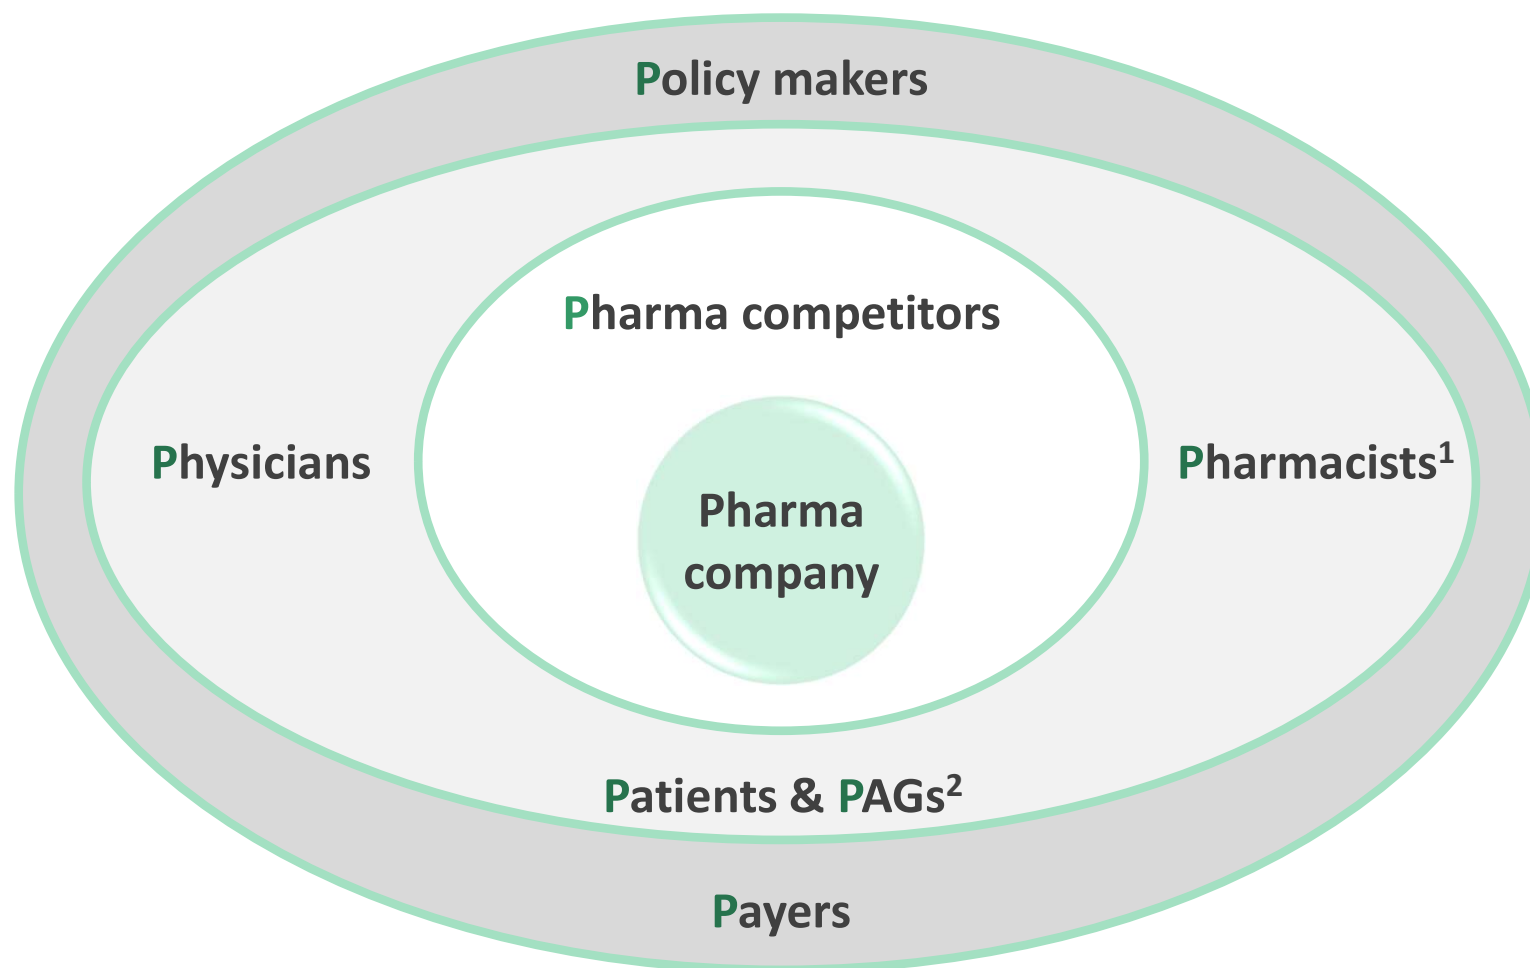 Policy makers
Pharma competitors
Physicians
Pharmacists¹
Pharma
company
Patients & PAGs²
Payers